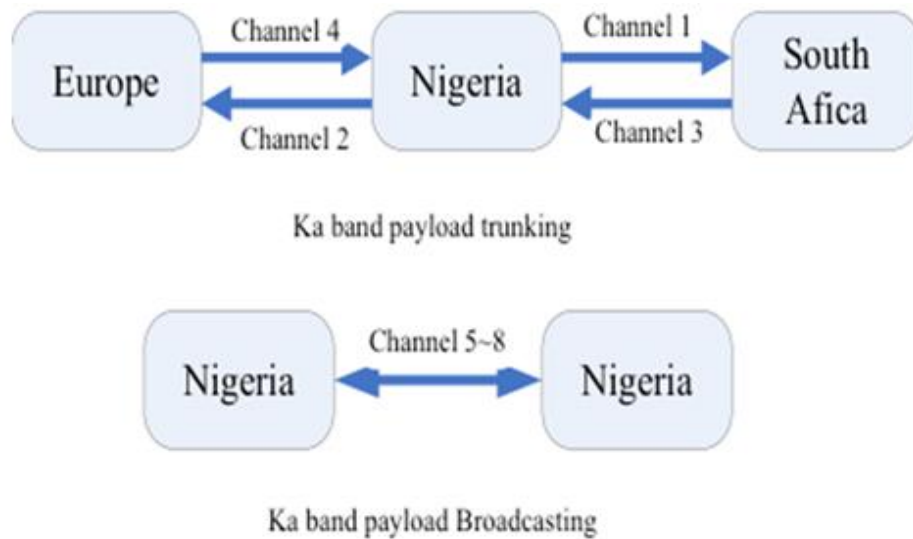 Channel 4
Channel 1
Europe
Nigeria
South
Afica
Channel 2
Channel 3
Ka band payload trunking
Channel 5~8
Nigeria
Nigeria
Ka band payload Broadcasting